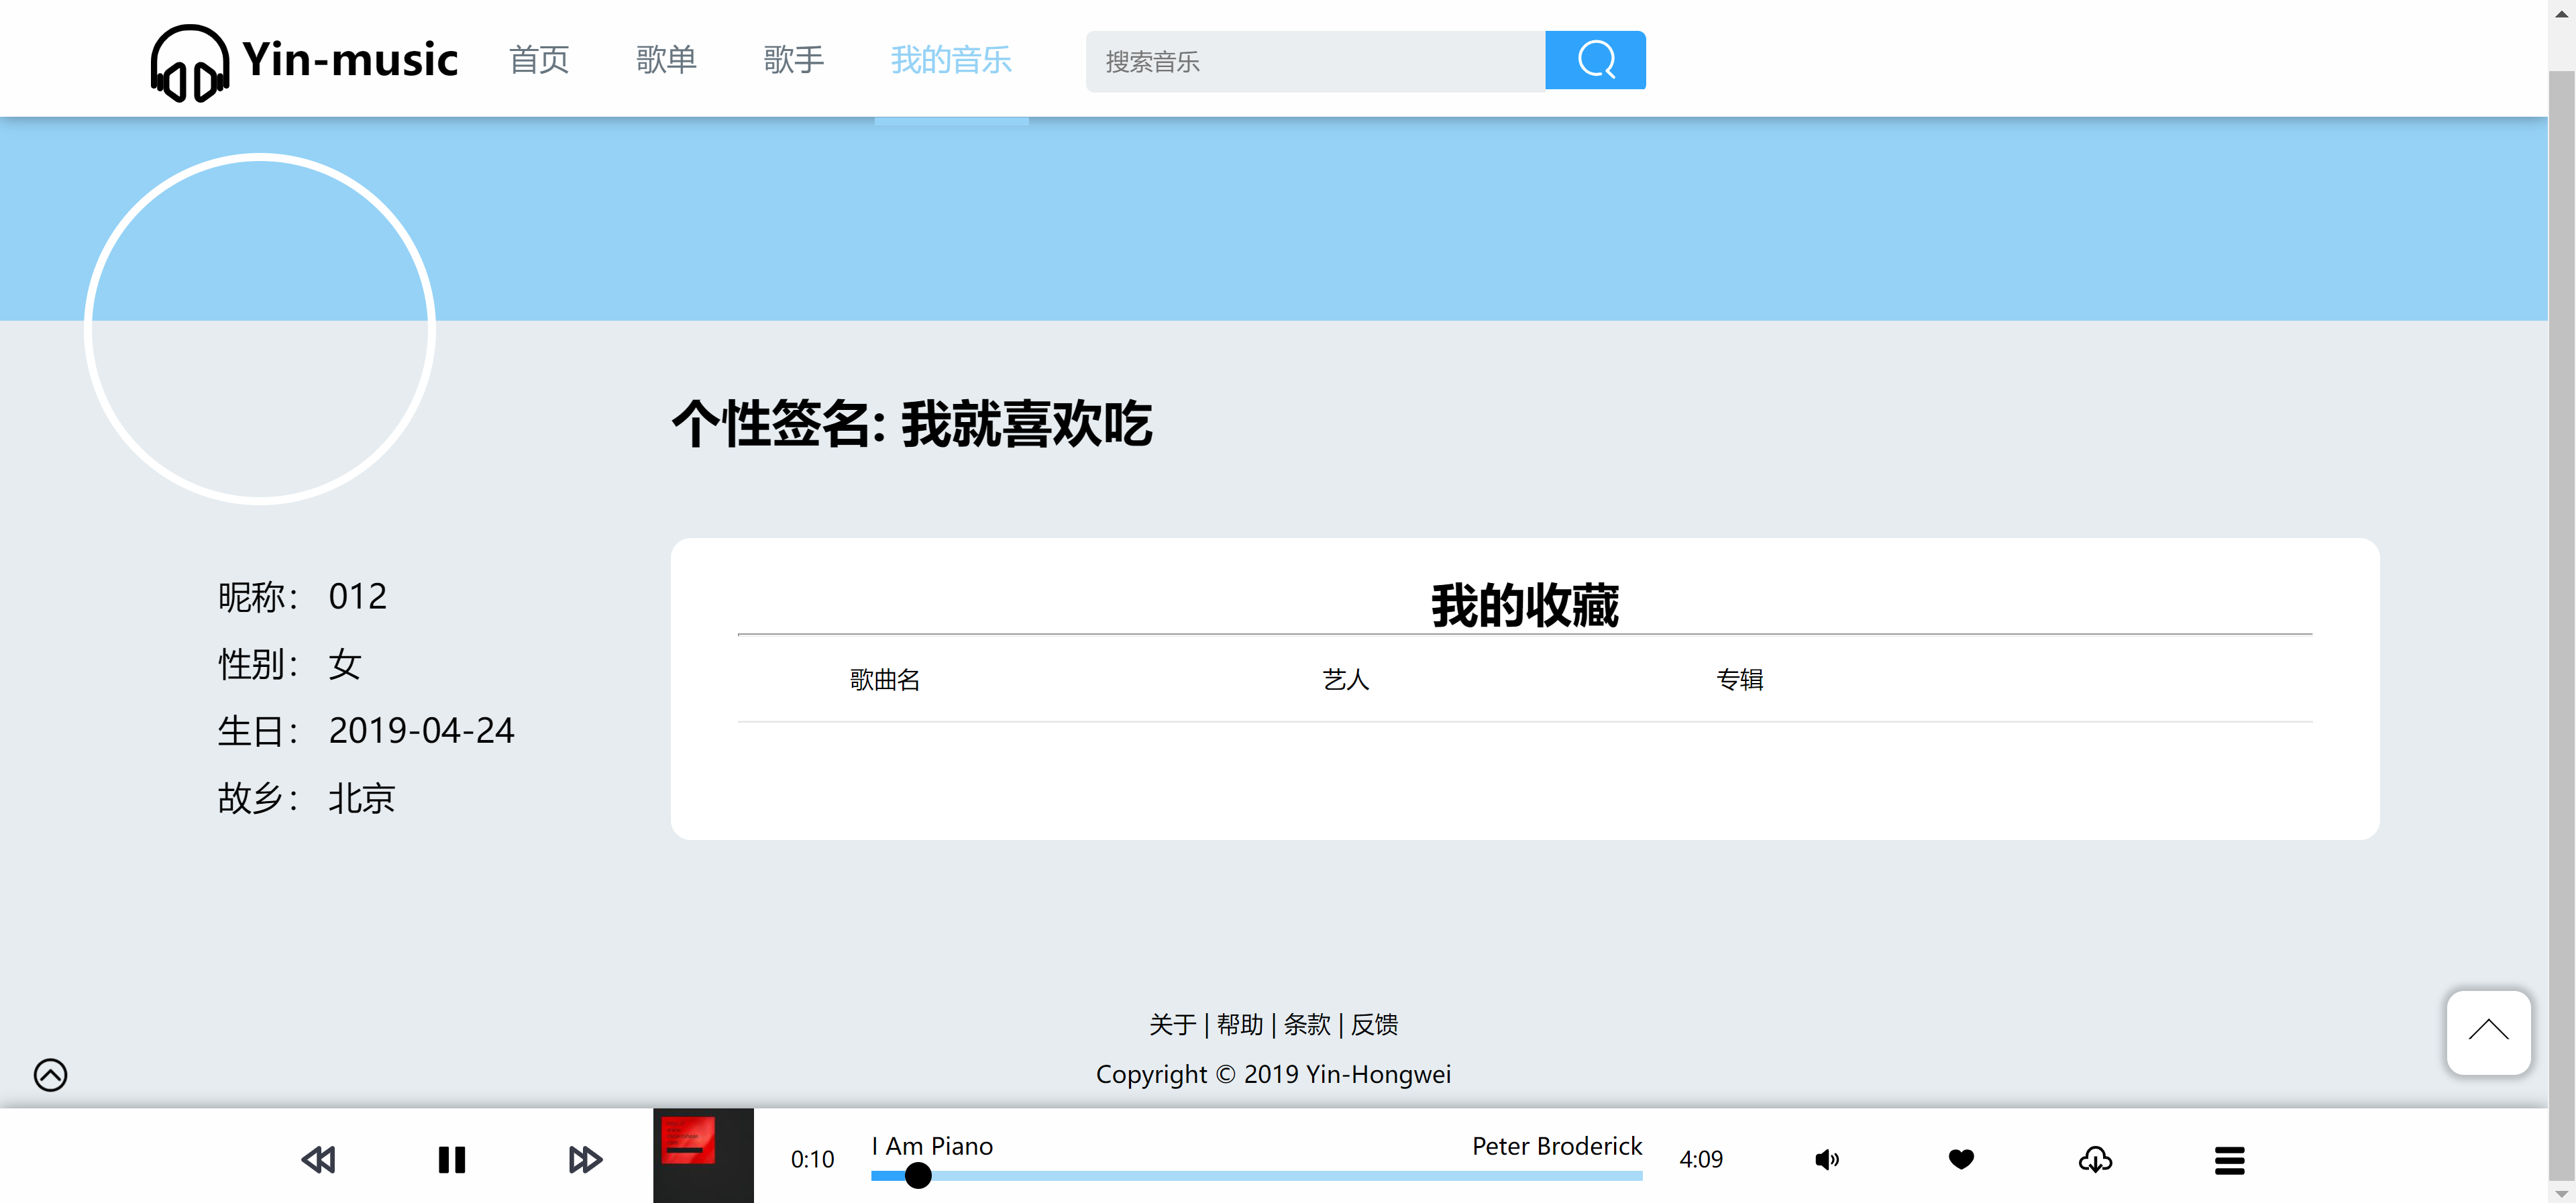 Yin-music 首页 歌单 歌手 我的音乐 搜索音乐
个性签名: 我就喜欢吃
昵称： 012
性别： 女
生日： 2019-04-24
故乡： 北京
我的收藏
歌曲名 艺人 专辑
关于 | 帮助 | 条款 | 反馈
Copyright © 2019 Yin-Hongwei
0:10 I Am Piano Peter Broderick 4:09